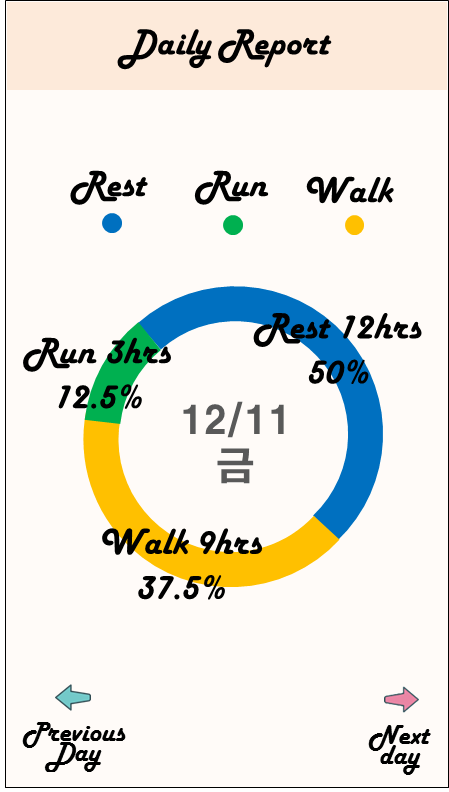 Daily Report
Rest Run Walk
Rest 12hrs
50%
Run 3hrs
12.5%
12/11
금
Walk 9hrs
37.5%
Previous
Day
Next
day